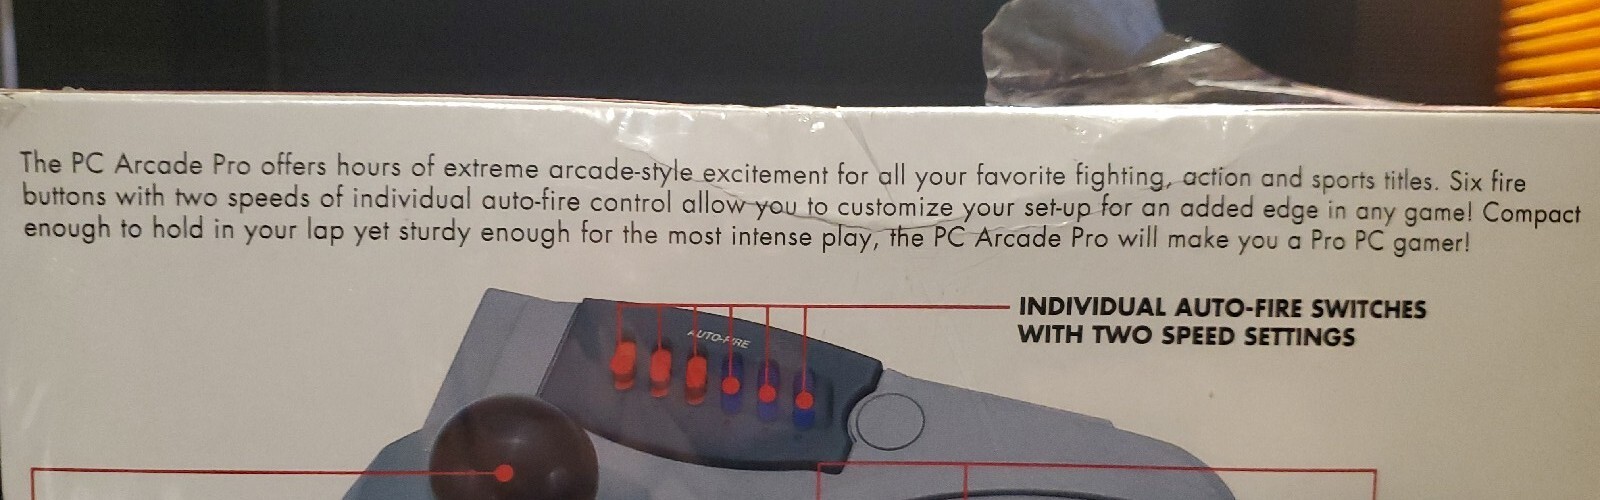 The PC Arcade Pro offers hours of extreme arcade-style excitement for all your favorite fighting, action and sports titles. Six fire
buttons with two speeds of individual auto-fire control allow you to customize your set-up for an added edge in any game! Compact
enough to hold in your lap yet sturdy enough for the most intense play, the PC Arcade Pro will make you a Pro PC gamer!
INDIVIDUAL AUTO-FIRE SWITCHES
WITH TWO SPEED SETTINGS
AUTO-FIRE